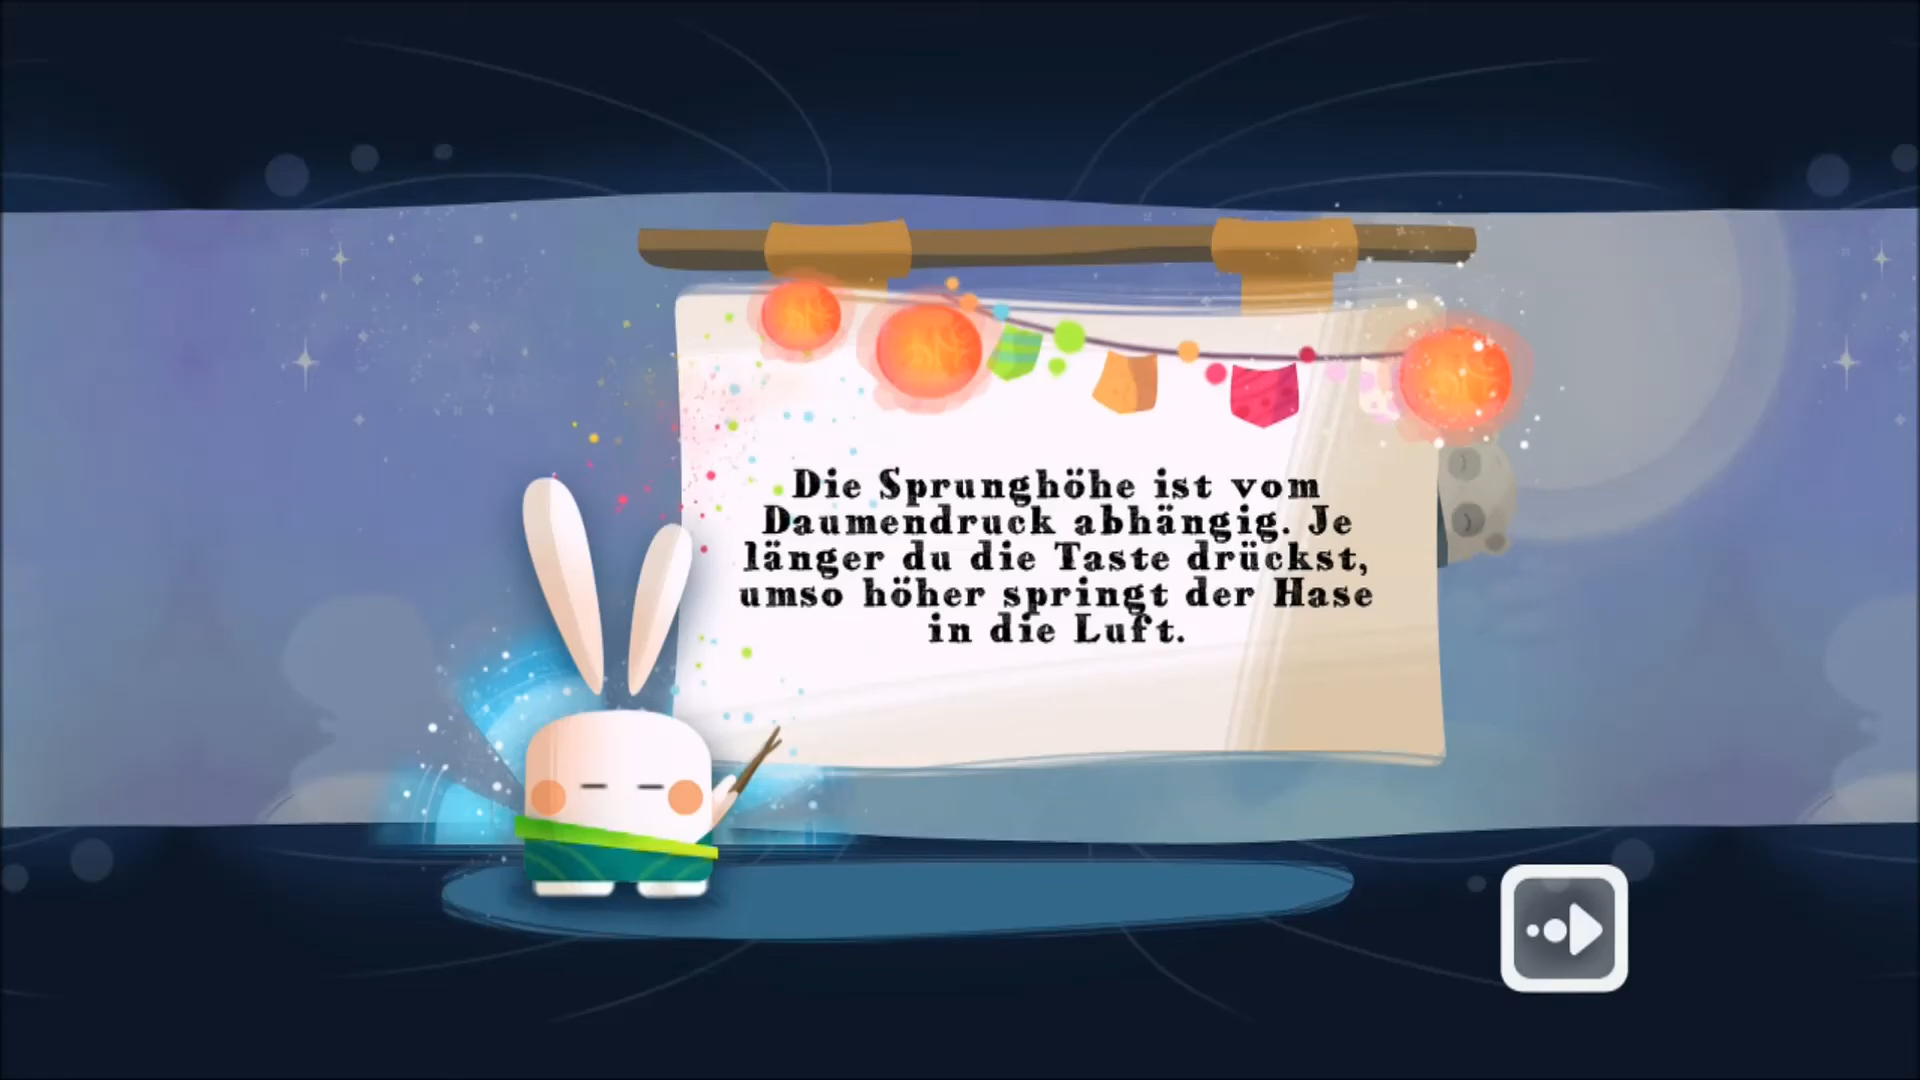 Die Sprunghöhe ist vom
Daumendruck abhängig. Je
länger du die Taste drückst,
umso höher springt der Hase
in die Luft.